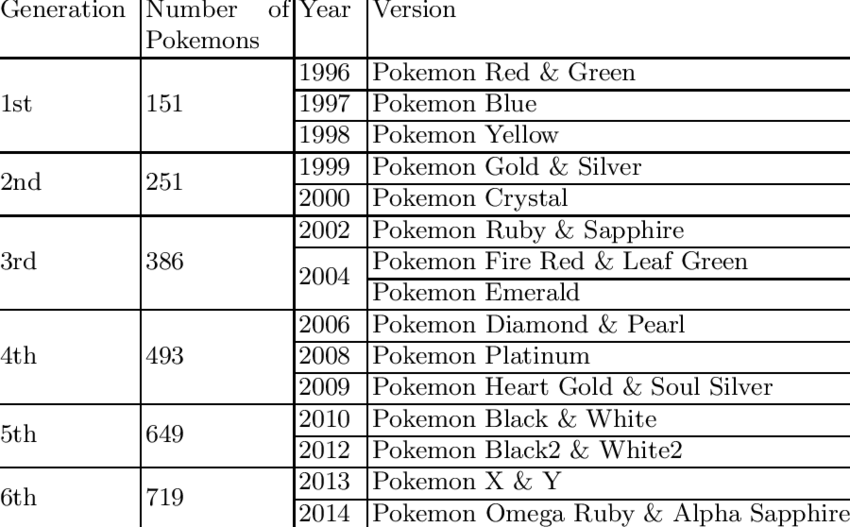 Generation Number of Year Version
Pokemons
1996 Pokemon Red & Green
1st 151 1997 Pokemon Blue
1998 Pokemon Yellow
1999 Pokemon Gold & Silver
2nd 251
2000 Pokemon Crystal
2002 Pokemon Ruby & Sapphire
3rd 386 Pokemon Fire Red & Leaf Green
2004
Pokemon Emerald
2006 Pokemon Diamond & Pearl
4th 493 2008 Pokemon Platinum
2009 Pokemon Heart Gold & Soul Silver
2010 Pokemon Black & White
5th 649
2012 Pokemon Black2 & White2
2013 Pokemon X & Y
6th 719
2014 Pokemon Omega Ruby & Alpha Sapphire